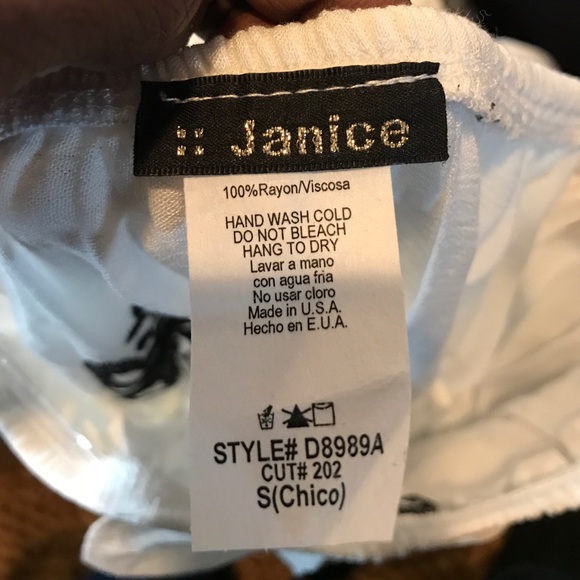 :: Janice
100%Rayon/Viscosa
HAND WASH COLD
DO NOT BLEACH
HANG TO DRY
Lavar a mano
con agua fria
No usar cloro
Made in U.S.A.
Hecho en E.U.A.
STYLE# D8989A
CUT# 202
S(Chico)